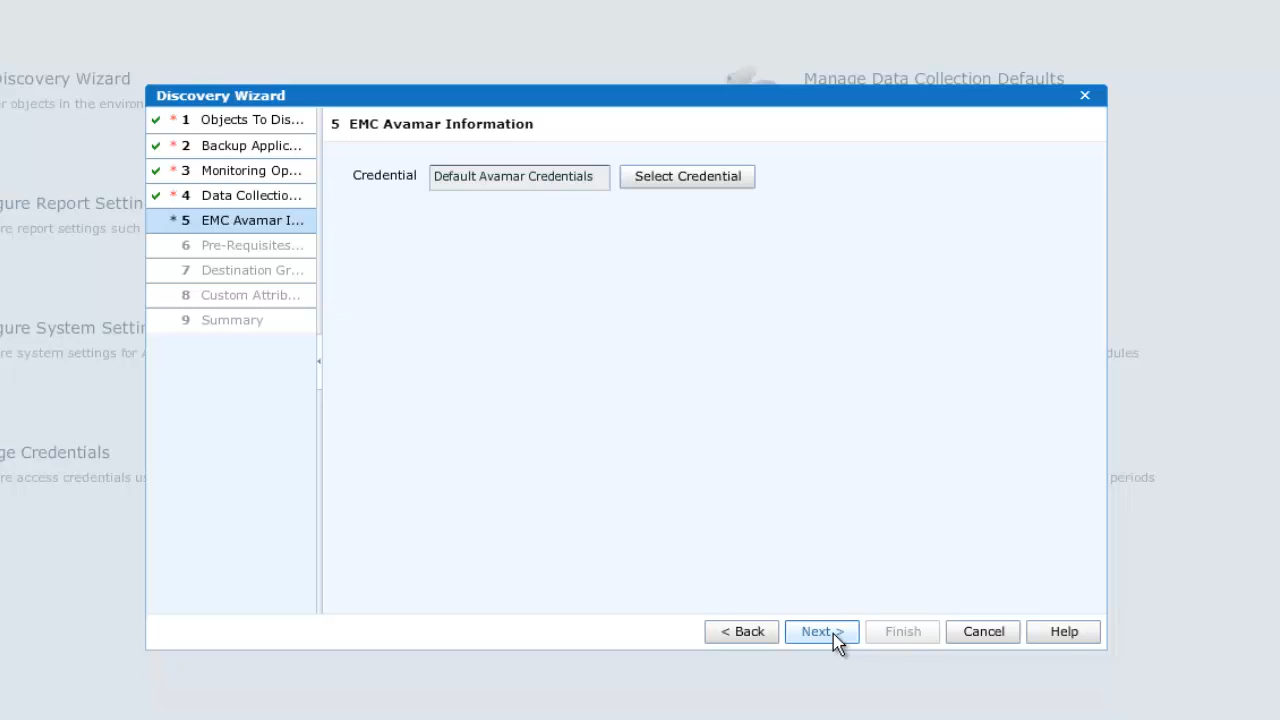 Discovery Wizard
Manage Data Collection Defaults
r objects in the environ
Discovery Wizard
1 Objects To Dis...
* 2 Backup Applic...
* 3 Monitoring Op...
* 4 Data Collectio...
* 5 EMC Avamar I...
6 Pre-Requisites...
7 Destination Gr...
8 Custom Attrib...
9 Summary
5 EMC Avamar Information
Credential Default Avamar Credentials Select Credential
gure Report Settin
re report settings such
gure System Settin
re system settings for A
dules
ge Credentials
re access credentials us
periods
< Back Next > Finish Cancel Help